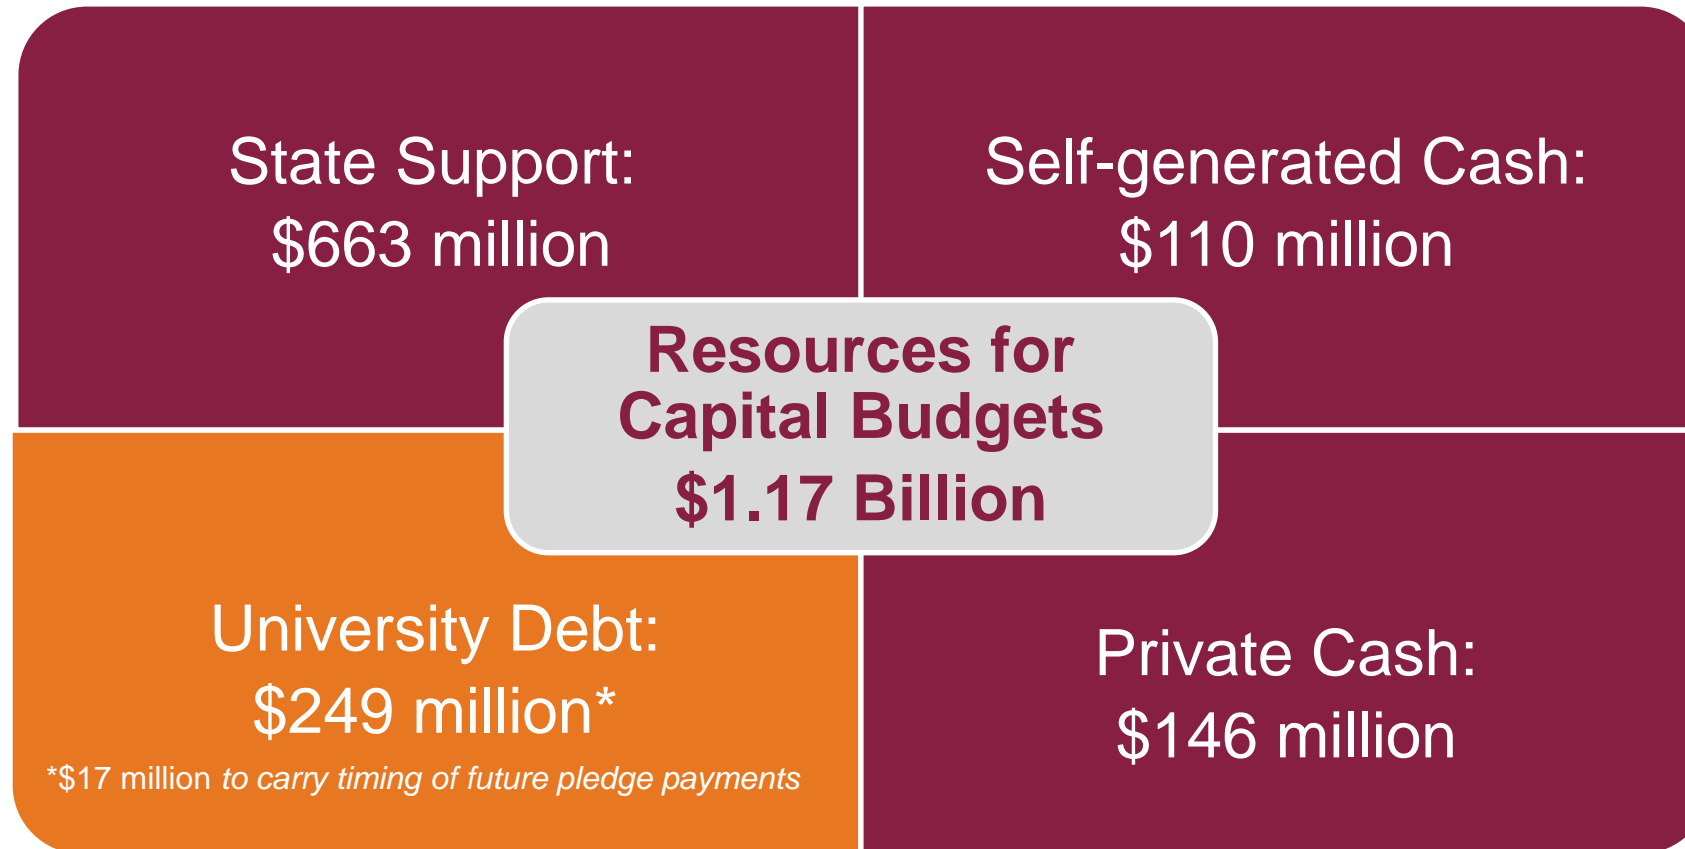 State Support:
$663 million
Self-generated Cash:
$110 million
Resources for
Capital Budgets
$1.17 Billion
University Debt:
$249 million*
*$17 million to carry timing of future pledge payments
Private Cash:
$146 million